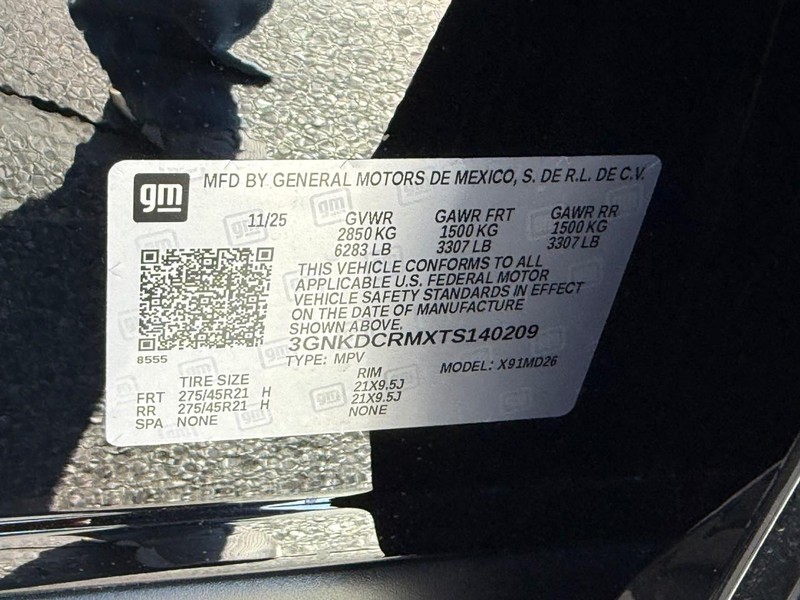 gm
MFD BY GENERAL MOTORS DE MEXICO, S. DE R.L. DE C.V.
11/25 GVWR GAWR FRT GAWR RR
2850 KG 1500 KG 1500 KG
6283 LB 3307 LB 3307 LB
THIS VEHICLE CONFORMS TO ALL
APPLICABLE U.S. FEDERAL MOTOR
VEHICLE SAFETY STANDARDS IN EFFECT
ON THE DATE OF MANUFACTURE
SHOWN ABOVE.
3GNKDCRMXTS140209
8555
TYPE: MPV MODEL: X91MD26
TIRE SIZE RIM
FRT 275/45R21 H 21X9.5J
RR 275/45R21 H 21X9.5J
SPA NONE NONE